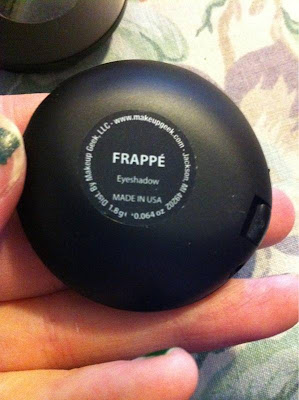 FRAPPÉ
Eyeshadow
MADE IN USA
Dist By Makeup Geek, LLC - www.makeupgeek.com - Jackson, MI 49202
1.8g± *0.064 oz